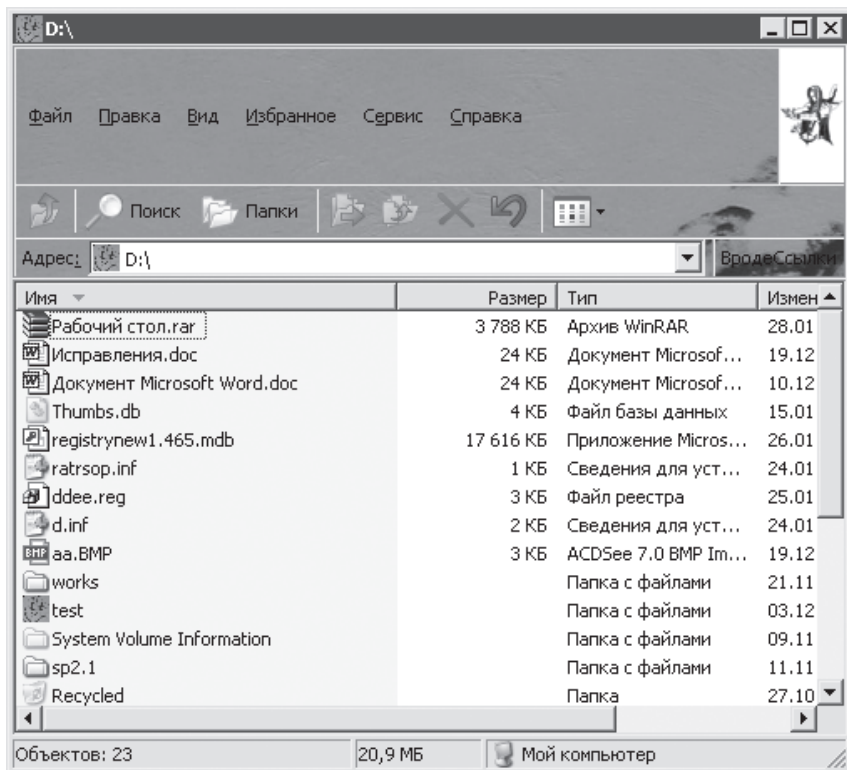 D:\
Файл Правка Вид Избранное Сервис Справка
Поиск Папки
Адрес: D:\ ВродеСсылки
Имя Размер Тип Измен
Рабочий стол.rar 3 788 КБ Архив WinRAR 28.01
Исправления.doc 24 КБ Документ Microsof... 19.12
Документ Microsoft Word.doc 24 КБ Документ Microsof... 10.12
Thumbs.db 4 КБ Файл базы данных 15.01
registrynew1.465.mdb 17 616 КБ Приложение Micros... 26.01
ratrsop.inf 1 КБ Сведения для уст... 24.01
ddee.reg 3 КБ Файл реестра 25.01
d.inf 2 КБ Сведения для уст... 24.01
BMP aa.BMP 3 КБ ACDSee 7.0 BMP Im... 19.12
works Папка с файлами 21.11
test Папка с файлами 03.12
System Volume Information Папка с файлами 09.11
sp2.1 Папка с файлами 11.11
Recycled Папка 27.10
Объектов: 23 20,9 МБ Мой компьютер